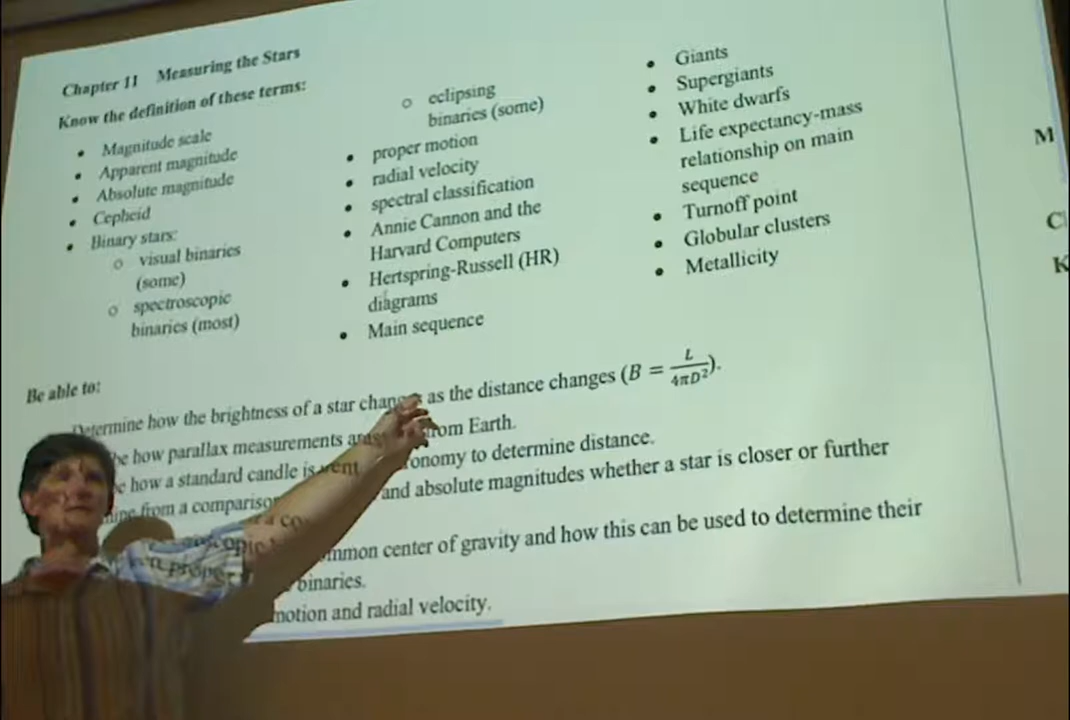 Chapter 11 Measuring the Stars
Know the definition of these terms:
• Magnitude scale
• Apparent magnitude
• Absolute magnitude
• Cepheid
• Binary stars:
o visual binaries
(some)
o spectroscopic
binaries (most)
o eclipsing
binaries (some)
• proper motion
• radial velocity
• spectral classification
• Annie Cannon and the
Harvard Computers
• Hertspring-Russell (HR)
diagrams
• Main sequence
• Giants
• Supergiants
• White dwarfs
• Life expectancy-mass
relationship on main
sequence
• Turnoff point
• Globular clusters
• Metallicity
Be able to:
Determine how the brightness of a star changes as the distance changes (B = L / 4πD²).
how parallax measurements from Earth.
how a standard candle is to determine distance.
from a comparison and absolute magnitudes whether a star is closer or further
center of gravity and how this can be used to determine their
binaries.
motion and radial velocity.
M
K